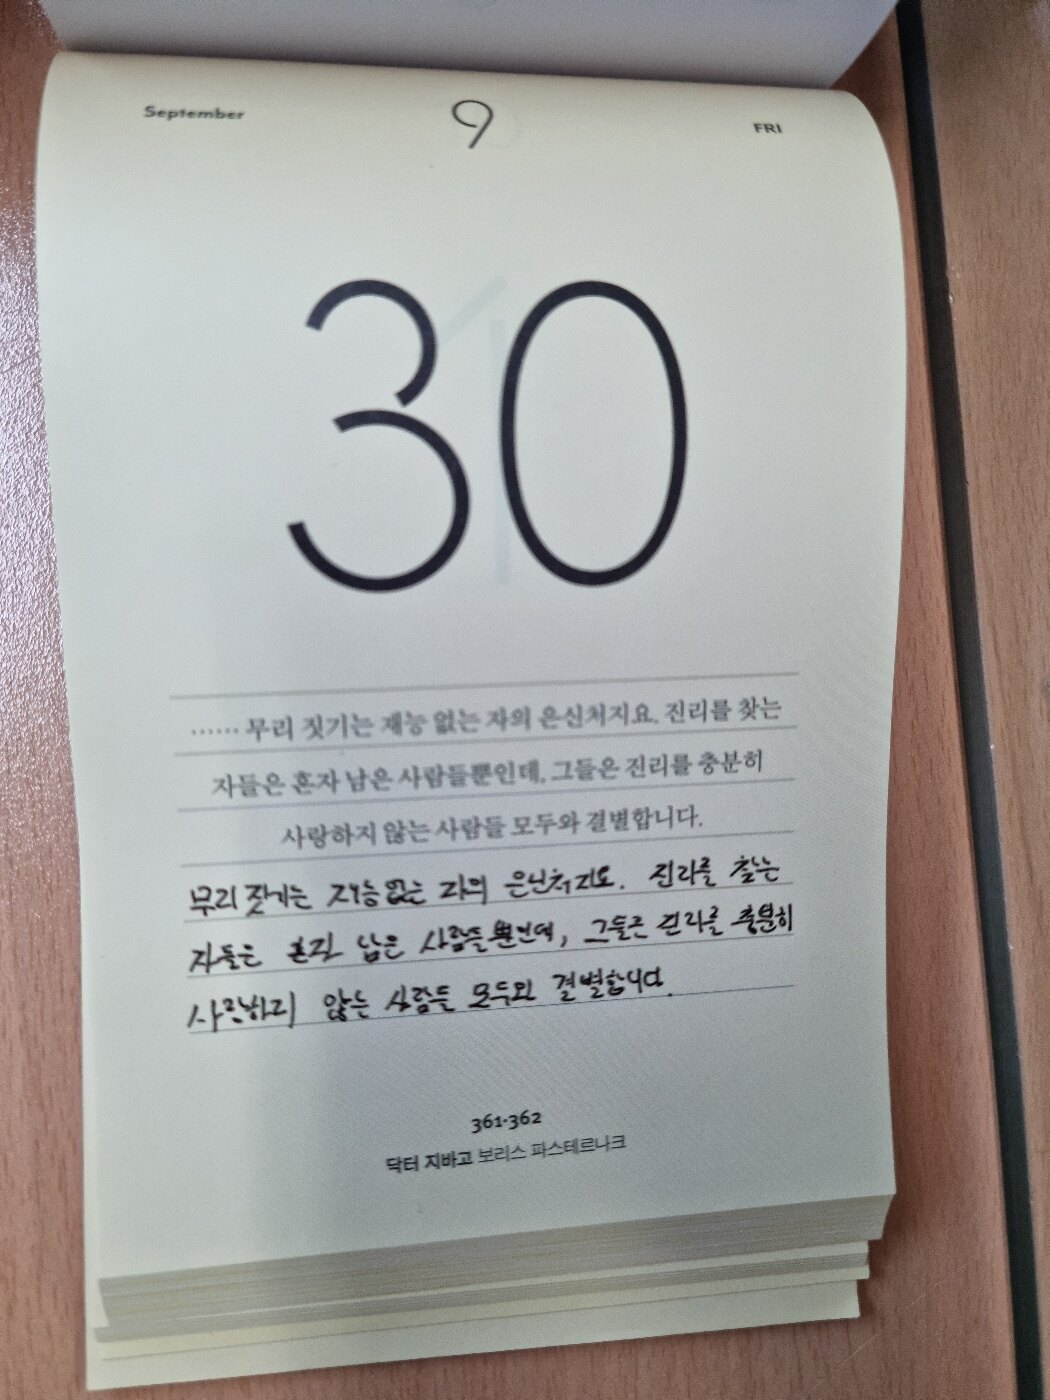 September 9 FRI
30
…… 무리 짓기는 재능 없는 자의 은신처지요. 진리를 찾는
자들은 혼자 남은 사람들뿐인데, 그들은 진리를 충분히
사랑하지 않는 사람들 모두와 결별합니다.
무리 짓기는 재능 없는 자의 은신처지요. 진리를 찾는
자들은 혼자 남은 사람들뿐인데, 그들은 진리를 충분히
사랑하지 않는 사람들 모두와 결별합니다.
361·362
닥터 지바고 보리스 파스테르나크